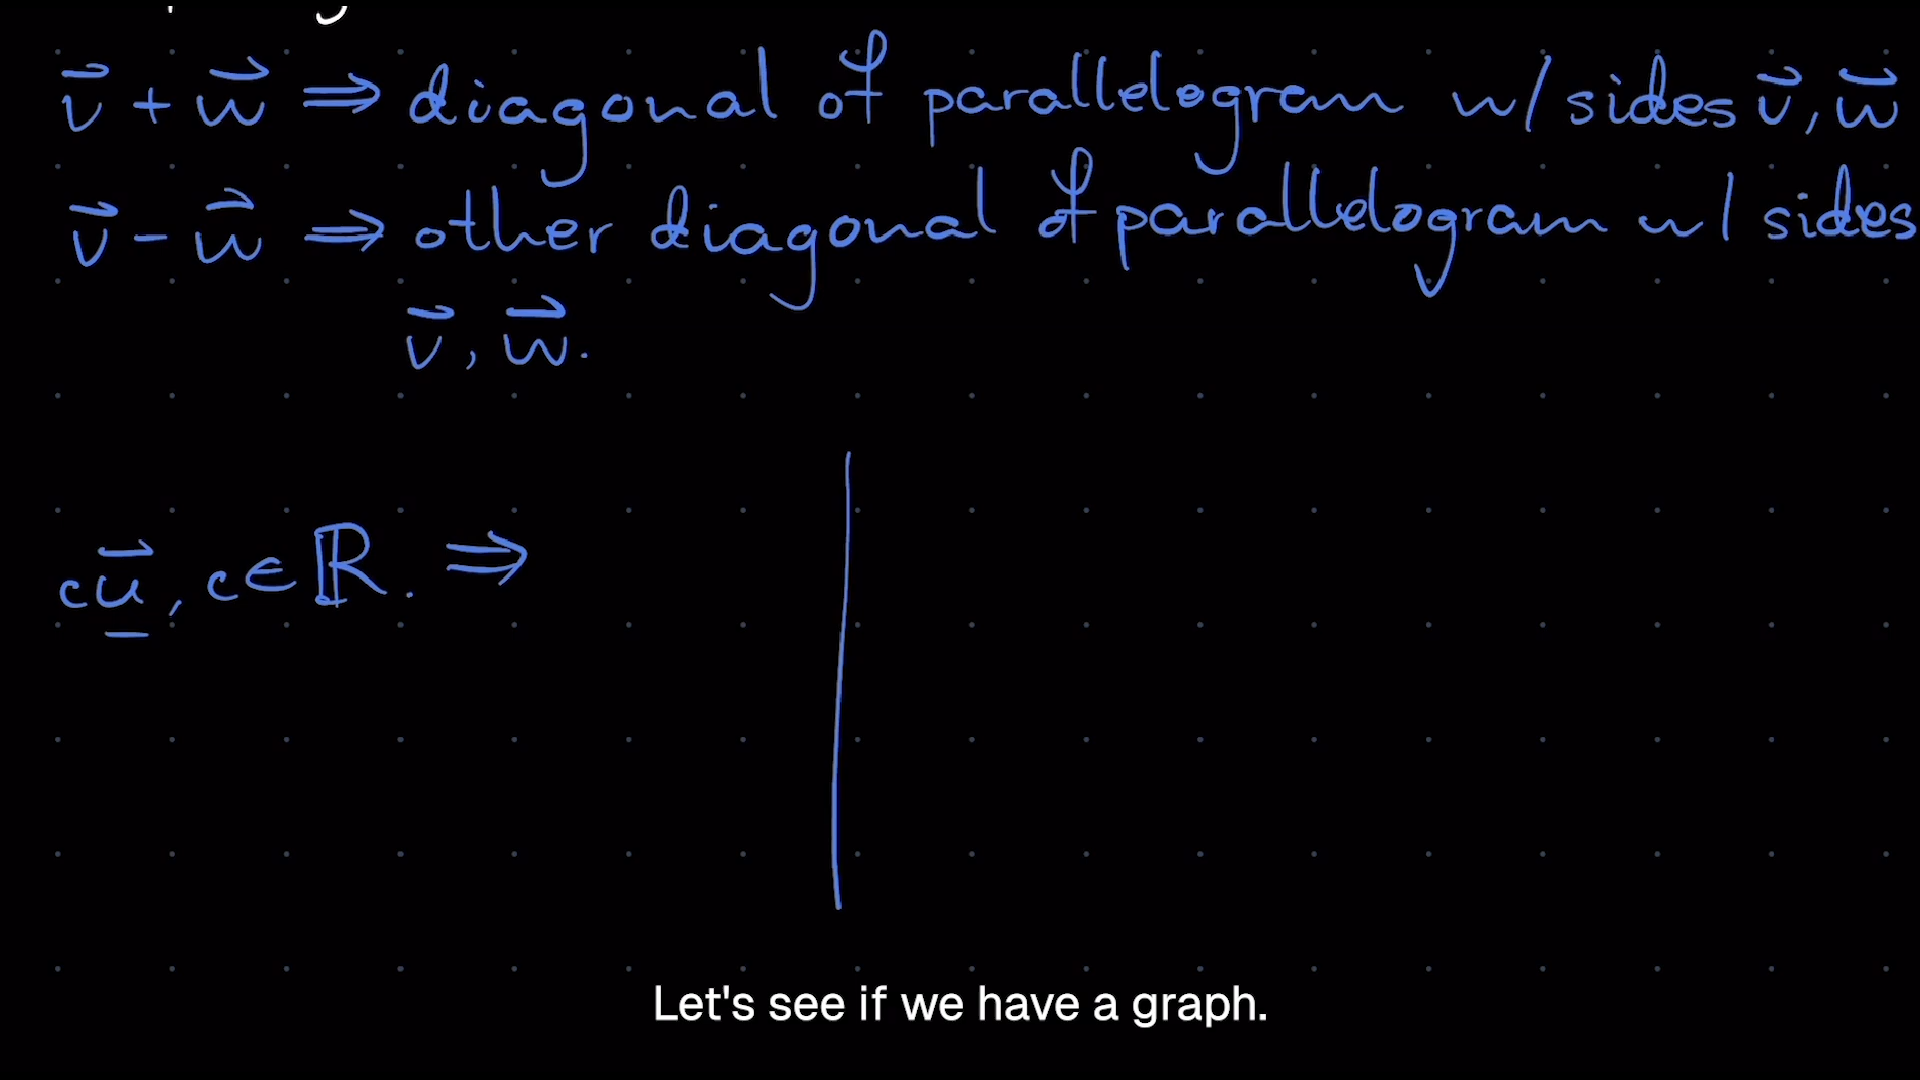 v⃗ + w⃗ ⇒ diagonal of parallelogram w/ sides v⃗, w⃗
v⃗ - w⃗ ⇒ other diagonal of parallelogram w/ sides
v⃗, w⃗.
cu⃗, c∈ℝ. ⇒
Let's see if we have a graph.